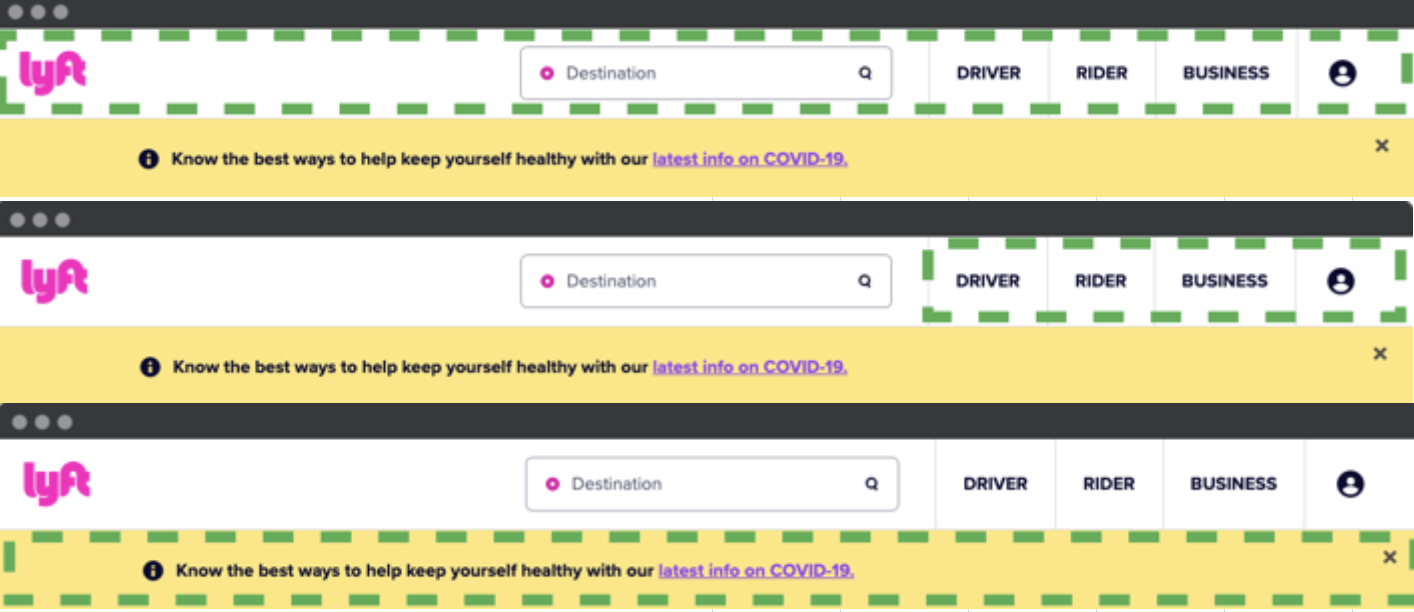 lyft Destination DRIVER RIDER BUSINESS
Know the best ways to help keep yourself healthy with our latest info on COVID-19.
lyft Destination DRIVER RIDER BUSINESS
Know the best ways to help keep yourself healthy with our latest info on COVID-19.
lyft Destination DRIVER RIDER BUSINESS
Know the best ways to help keep yourself healthy with our latest info on COVID-19.